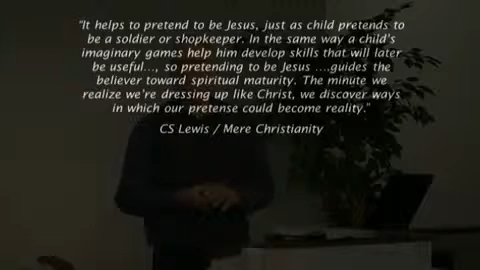 "It helps to pretend to be Jesus, just as child pretends to
be a soldier or shopkeeper. In the same way a child's
imaginary games help him develop skills that will later
be useful..., so pretending to be Jesus ....guides the
believer toward spiritual maturity. The minute we
realize we're dressing up like Christ, we discover ways
in which our pretense could become reality."
CS Lewis / Mere Christianity